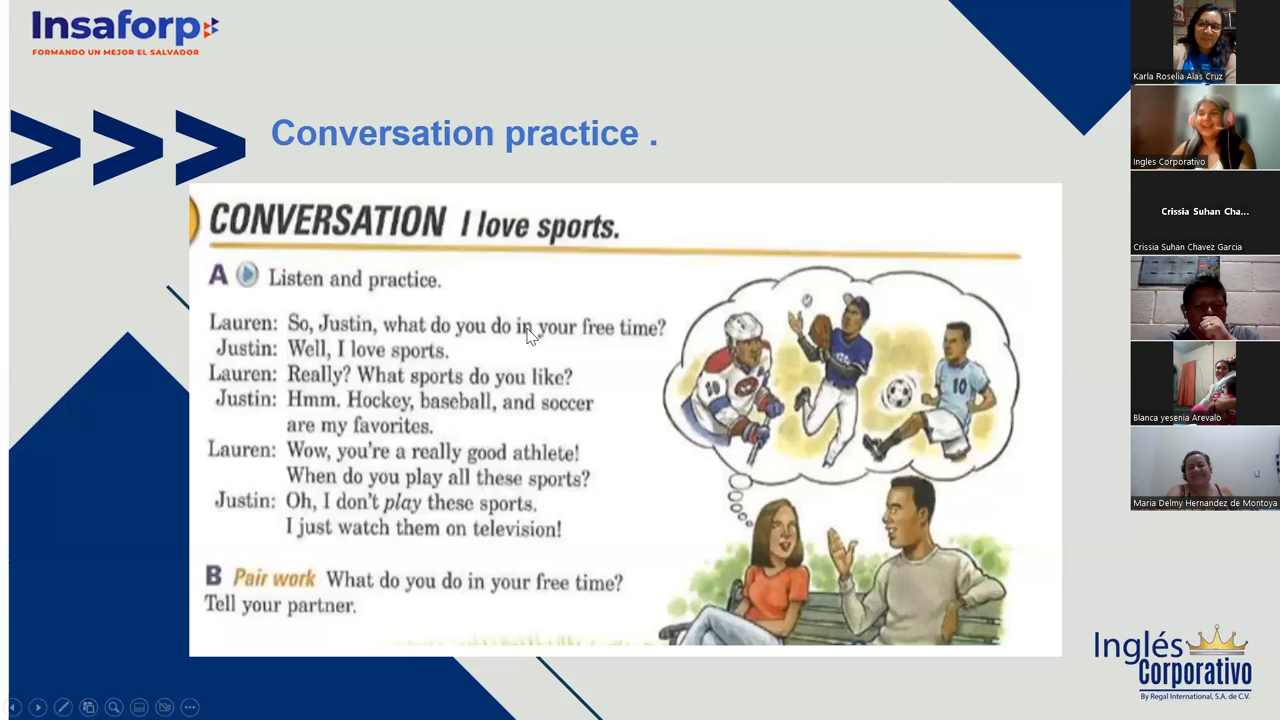 Insaforp
FORMANDO UN MEJOR EL SALVADOR
Conversation practice .
CONVERSATION I love sports.
A Listen and practice.
Lauren: So, Justin, what do you do in your free time?
Justin: Well, I love sports.
Lauren: Really? What sports do you like?
Justin: Hmm. Hockey, baseball, and soccer
are my favorites.
Lauren: Wow, you're a really good athlete!
When do you play all these sports?
Justin: Oh, I don't play these sports.
I just watch them on television!
B Pair work What do you do in your free time?
Tell your partner.
10
10
Inglés
Corporativo
By Regal International, S.A. de C.V.
Karla Roselia Alas Cruz
Ingles Corporativo
Crissia Suhan Cha...
Crissia Suhan Chavez Garcia
Blanca yesenia Arevalo
Maria Delmy Hernandez de Montoya